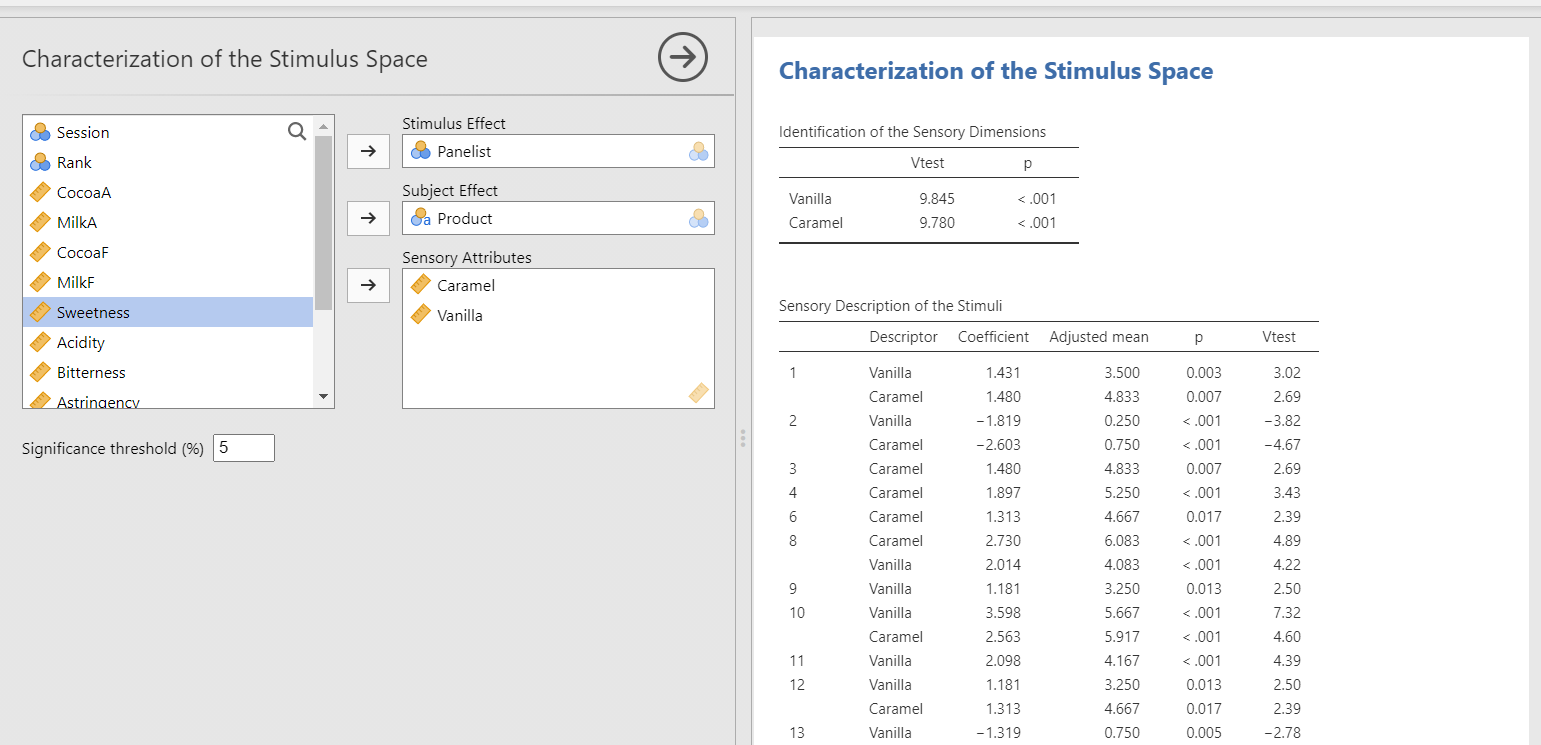 Characterization of the Stimulus Space
Session
Rank
CocoaA
MilkA
CocoaF
MilkF
Sweetness
Acidity
Bitterness
Astringency
Stimulus Effect
Panelist
Subject Effect
a Product
Sensory Attributes
Caramel
Vanilla
Significance threshold (%) 5
Characterization of the Stimulus Space
Identification of the Sensory Dimensions
Vtest p
Vanilla 9.845 < .001
Caramel 9.780 < .001
Sensory Description of the Stimuli
Descriptor Coefficient Adjusted mean p Vtest
1 Vanilla 1.431 3.500 0.003 3.02
Caramel 1.480 4.833 0.007 2.69
2 Vanilla −1.819 0.250 < .001 −3.82
Caramel −2.603 0.750 < .001 −4.67
3 Caramel 1.480 4.833 0.007 2.69
4 Caramel 1.897 5.250 < .001 3.43
6 Caramel 1.313 4.667 0.017 2.39
8 Caramel 2.730 6.083 < .001 4.89
Vanilla 2.014 4.083 < .001 4.22
9 Vanilla 1.181 3.250 0.013 2.50
10 Vanilla 3.598 5.667 < .001 7.32
Caramel 2.563 5.917 < .001 4.60
11 Vanilla 2.098 4.167 < .001 4.39
12 Vanilla 1.181 3.250 0.013 2.50
Caramel 1.313 4.667 0.017 2.39
13 Vanilla −1.319 0.750 0.005 −2.78